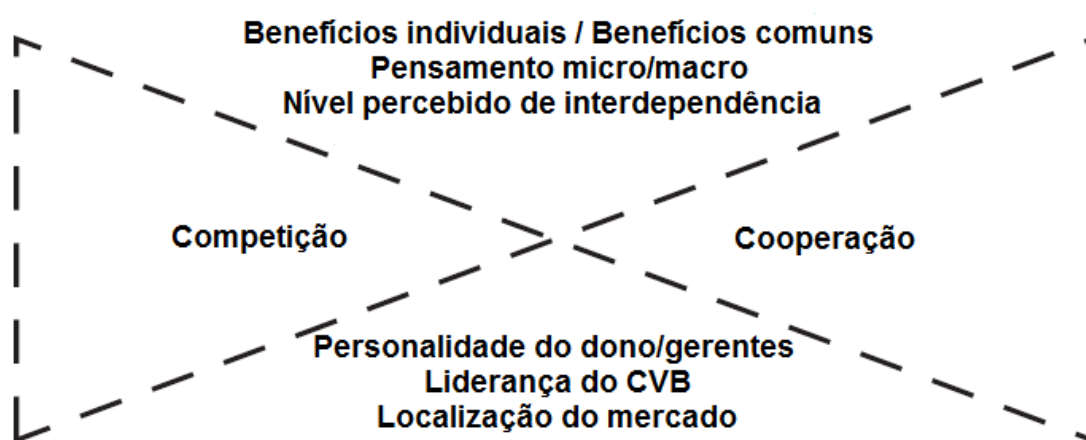 Benefícios individuais / Benefícios comuns
Pensamento micro/macro
Nível percebido de interdependência
Competição
Cooperação
Personalidade do dono/gerentes
Liderança do CVB
Localização do mercado